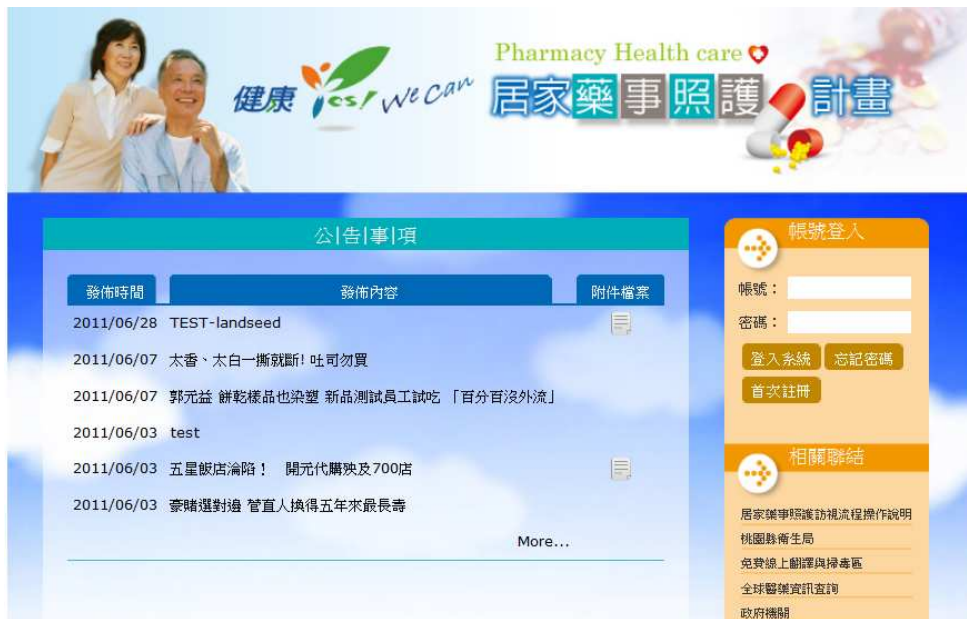 健康 Yes! We Can
Pharmacy Health care
居家藥事照護計畫
公|告|事|項
發佈時間 發佈內容 附件檔案
2011/06/28 TEST-landseed
2011/06/07 太香、太白一撕就斷! 吐司勿買
2011/06/07 郭元益 餅乾樣品也染塑 新品測試員工試吃 「百分百沒外流」
2011/06/03 test
2011/06/03 五星飯店淪陷！ 開元代購殃及700店
2011/06/03 豪賭選對邊 菅直人換得五年來最長壽
More...
帳號登入
帳號：
密碼：
登入系統 忘記密碼
首次註冊
相關聯結
居家藥事照護訪視流程操作說明
桃園縣衛生局
免費線上翻譯與掃毒區
全球醫藥資訊查詢
政府機關